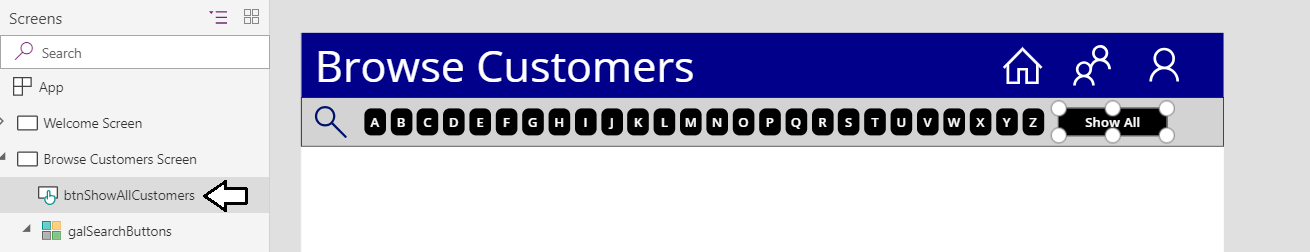 Screens
Search
App
Welcome Screen
Browse Customers Screen
btnShowAllCustomers
galSearchButtons
Browse Customers
A B C D E F G H I J K L M N O P Q R S T U V W X Y Z Show All